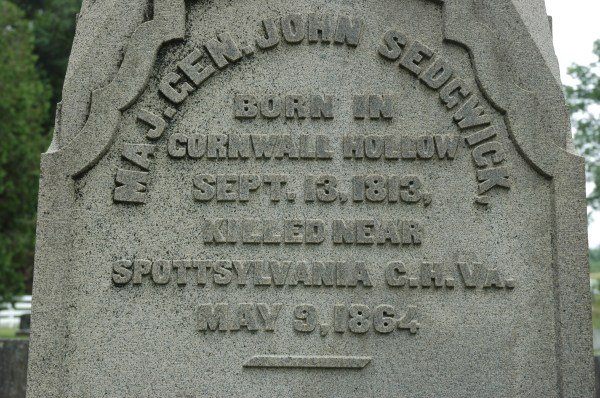 MAJ. GEN. JOHN SEDGWICK,
BORN IN
CORNWALL HOLLOW
SEPT. 13, 1813,
KILLED NEAR
SPOTTSYLVANIA C.H. VA.
MAY 9, 1864